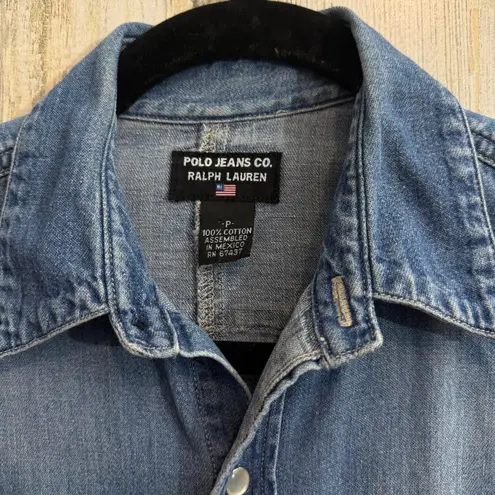 POLO JEANS CO.
RALPH LAUREN
-P-
100% COTTON
ASSEMBLED
IN MEXICO
RN 67437